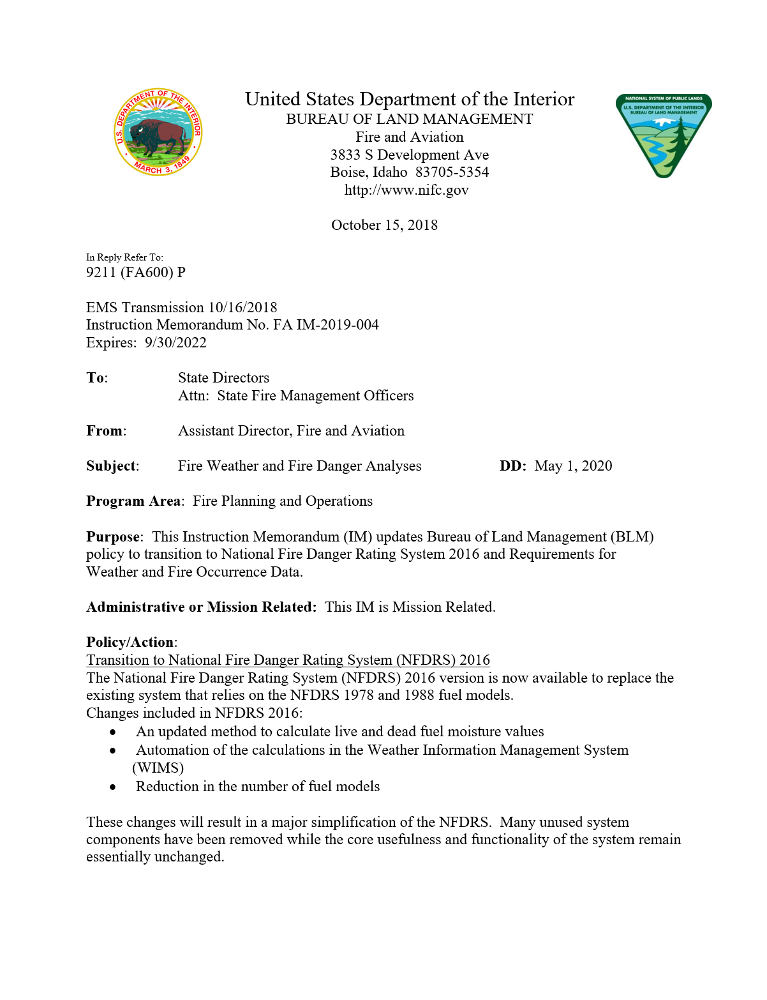 U.S. DEPARTMENT OF THE INTERIOR
MARCH 3, 1849
United States Department of the Interior
BUREAU OF LAND MANAGEMENT
Fire and Aviation
3833 S Development Ave
Boise, Idaho  83705-5354
http://www.nifc.gov
NATIONAL SYSTEM OF PUBLIC LANDS
U.S. DEPARTMENT OF THE INTERIOR
BUREAU OF LAND MANAGEMENT
October 15, 2018
In Reply Refer To:
9211 (FA600) P
EMS Transmission 10/16/2018
Instruction Memorandum No. FA IM-2019-004
Expires:  9/30/2022
To: State Directors
Attn:  State Fire Management Officers
From: Assistant Director, Fire and Aviation
Subject: Fire Weather and Fire Danger Analyses DD:  May 1, 2020
Program Area:  Fire Planning and Operations
Purpose:  This Instruction Memorandum (IM) updates Bureau of Land Management (BLM)
policy to transition to National Fire Danger Rating System 2016 and Requirements for
Weather and Fire Occurrence Data.
Administrative or Mission Related:  This IM is Mission Related.
Policy/Action:
Transition to National Fire Danger Rating System (NFDRS) 2016
The National Fire Danger Rating System (NFDRS) 2016 version is now available to replace the
existing system that relies on the NFDRS 1978 and 1988 fuel models.
Changes included in NFDRS 2016:
• An updated method to calculate live and dead fuel moisture values
• Automation of the calculations in the Weather Information Management System
(WIMS)
• Reduction in the number of fuel models
These changes will result in a major simplification of the NFDRS.  Many unused system
components have been removed while the core usefulness and functionality of the system remain
essentially unchanged.